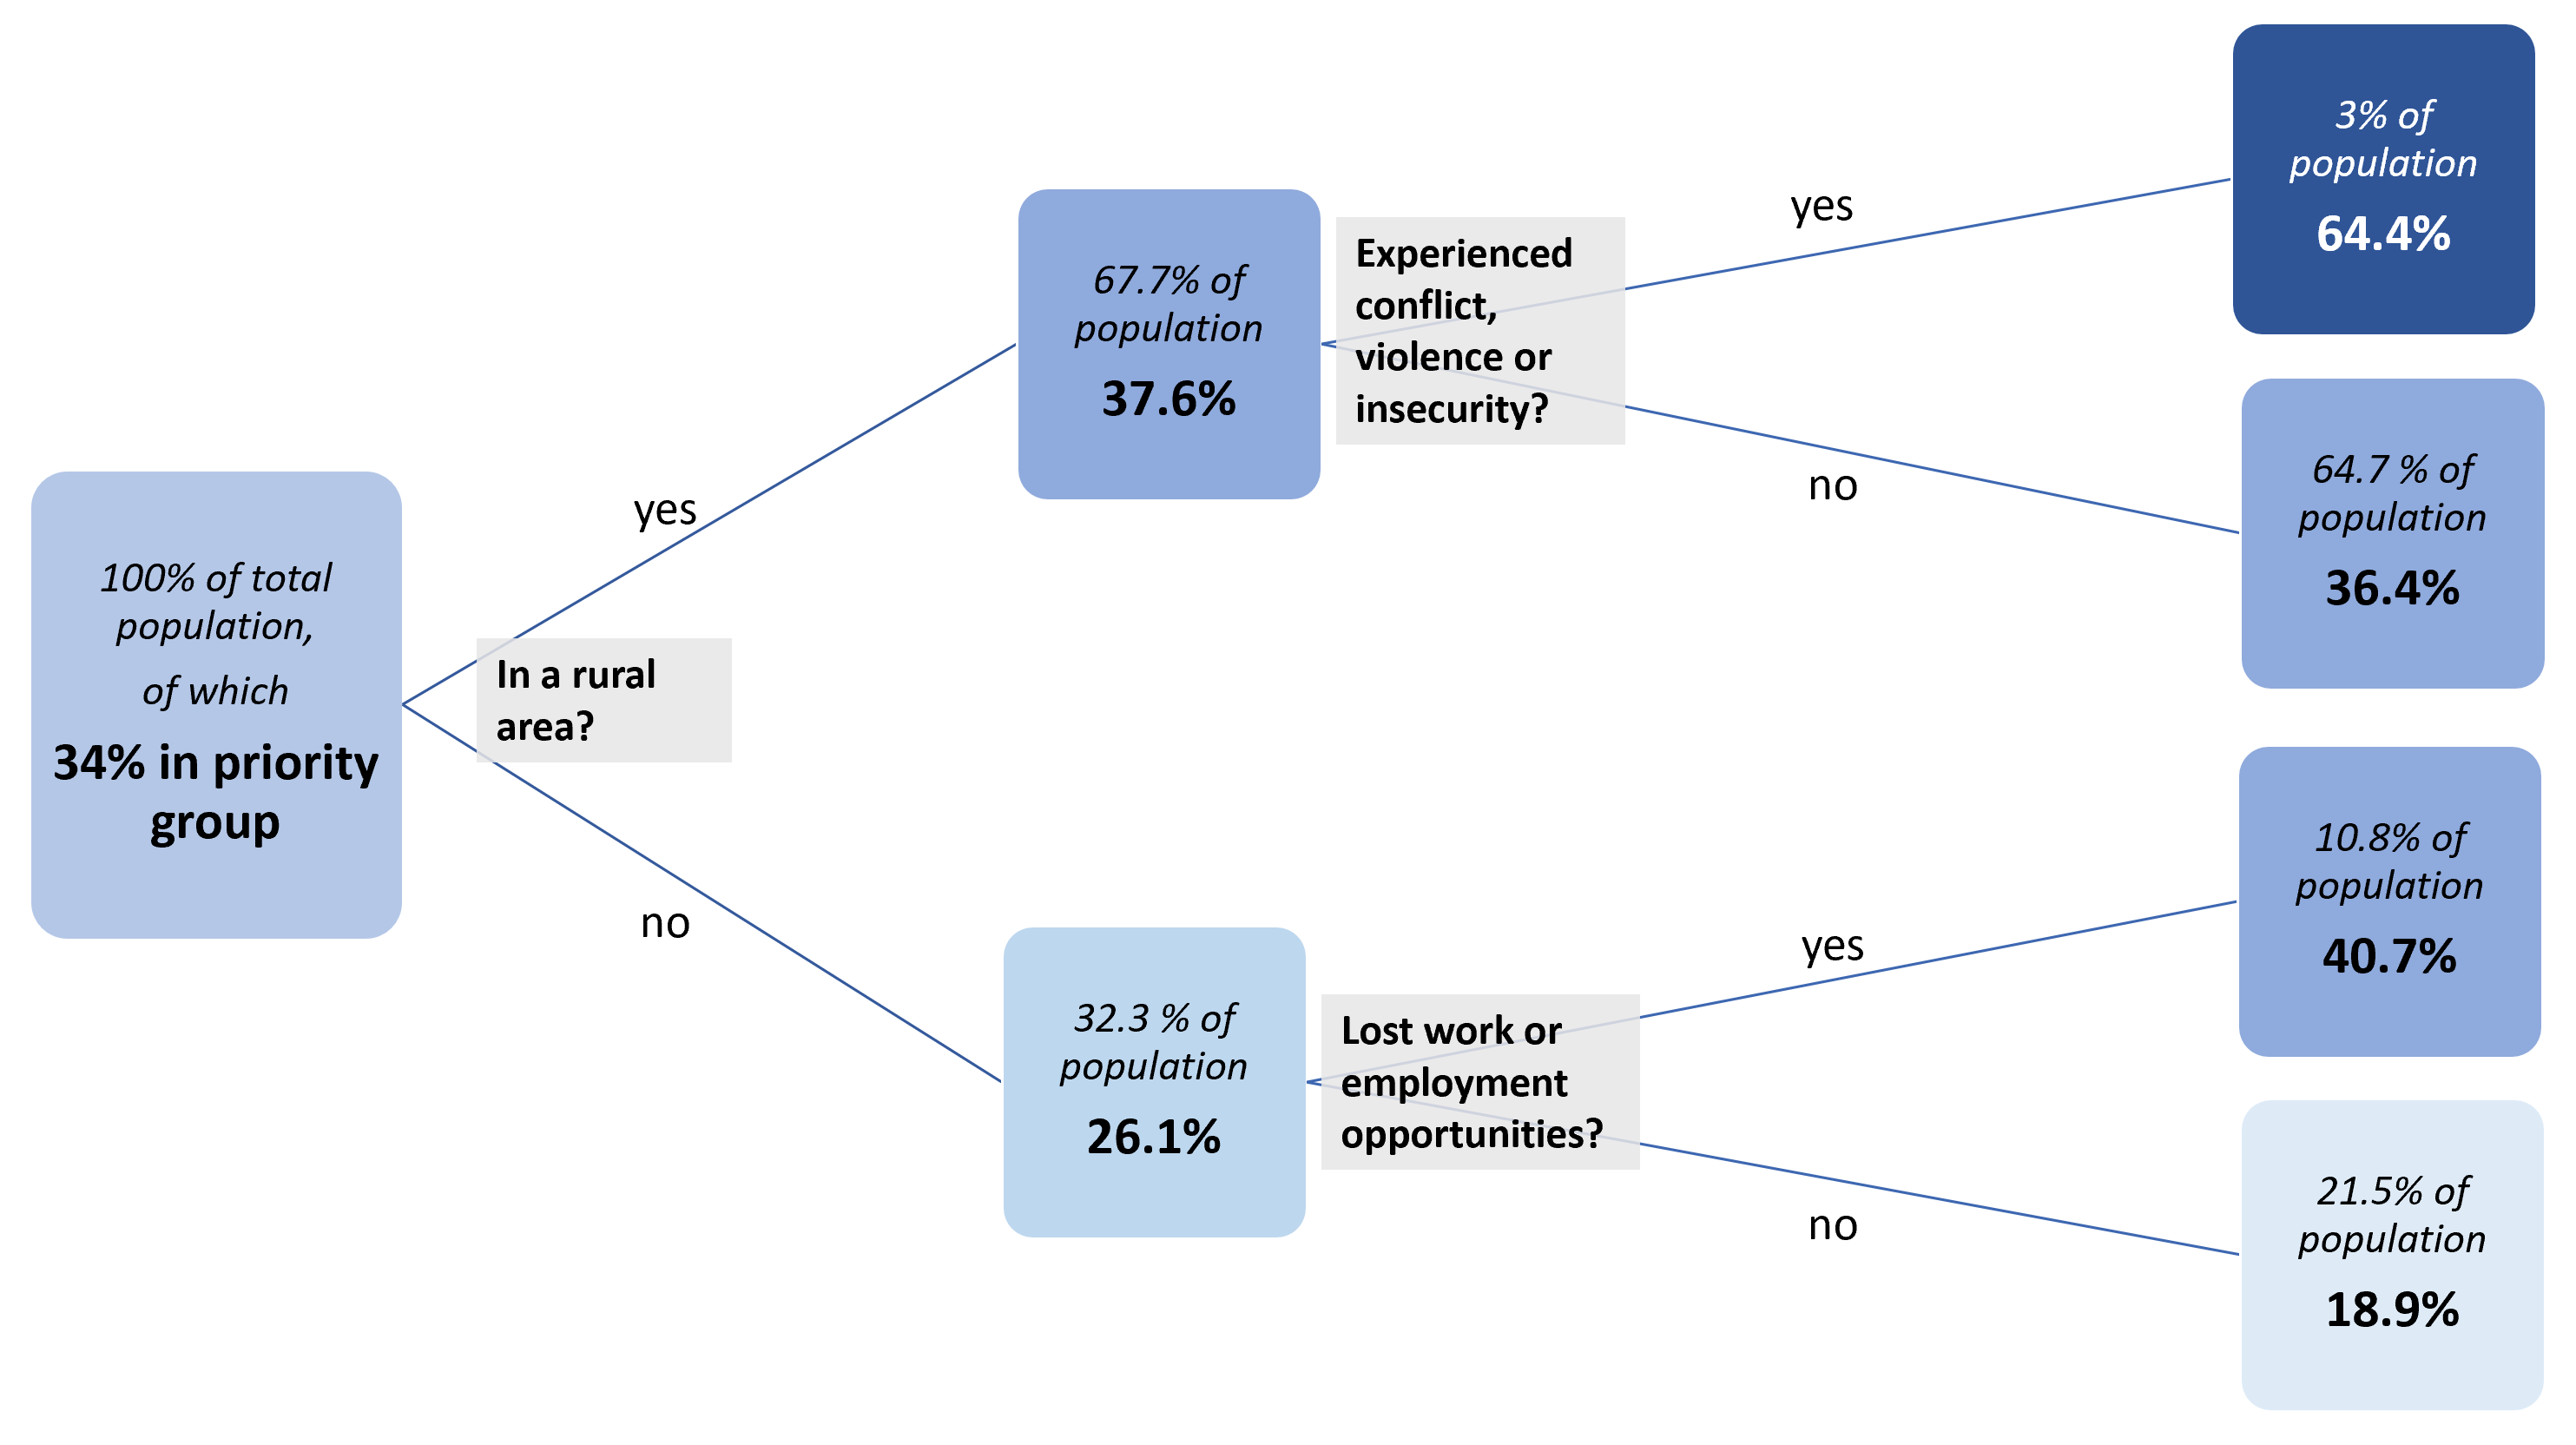 100% of total
population,
of which
34% in priority
group
In a rural
area?
yes
no
67.7% of
population
37.6%
Experienced
conflict,
violence or
insecurity?
yes
no
3% of
population
64.4%
64.7 % of
population
36.4%
32.3 % of
population
26.1%
Lost work or
employment
opportunities?
yes
no
10.8% of
population
40.7%
21.5% of
population
18.9%